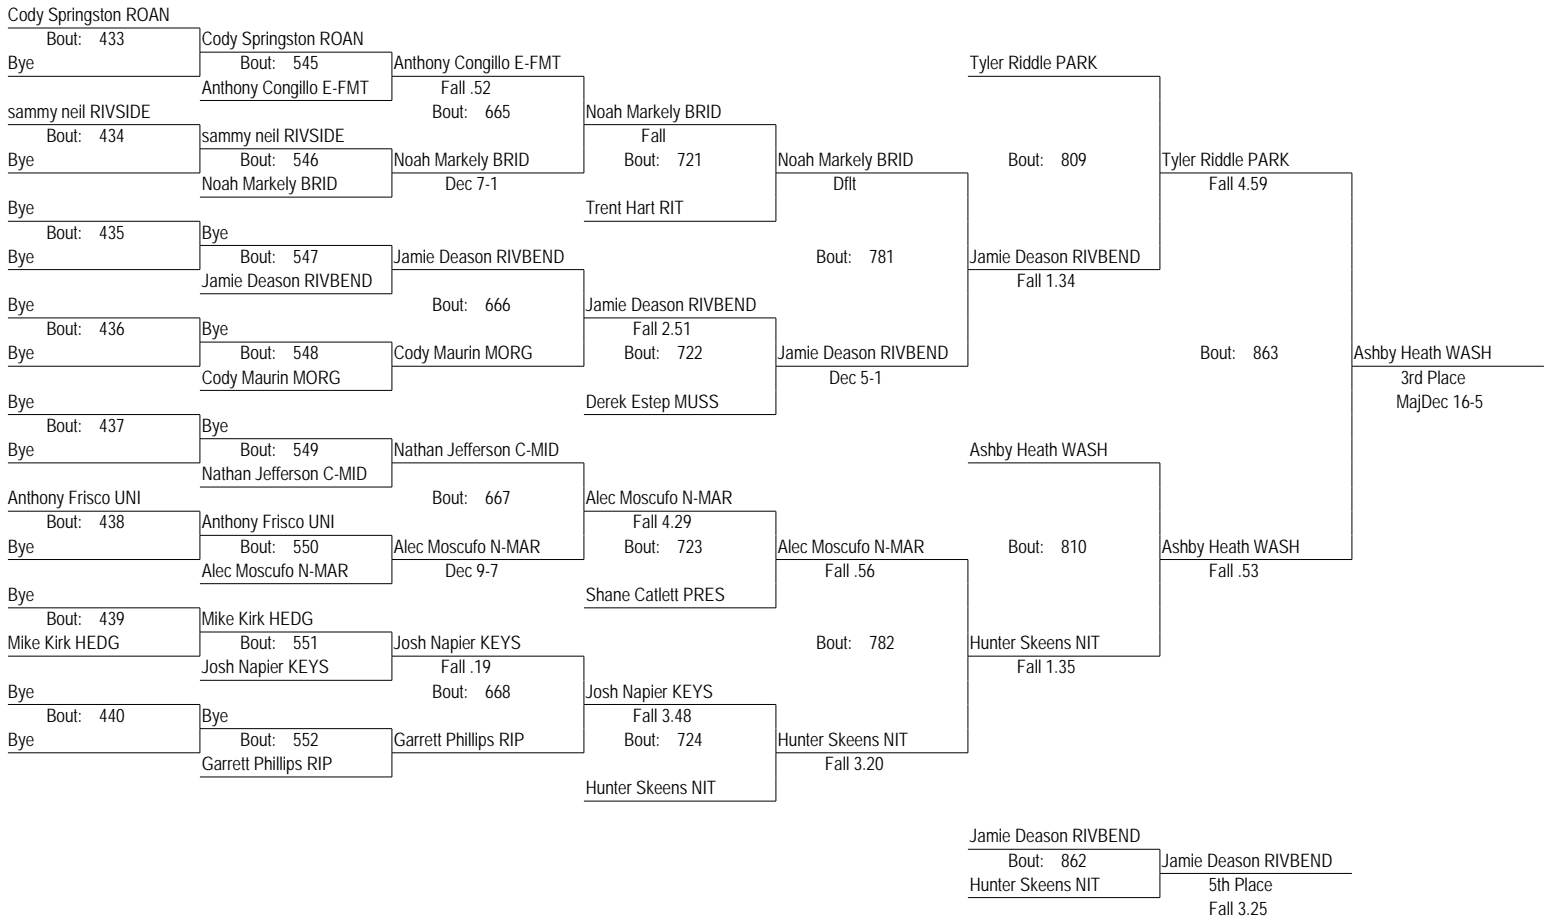 Cody Springston ROAN
Bout: 433
Bye
sammy neil RIVSIDE
Bout: 434
Bye
Bye
Bout: 435
Bye
Bye
Bout: 436
Bye
Bye
Bout: 437
Bye
Anthony Frisco UNI
Bout: 438
Bye
Bye
Bout: 439
Mike Kirk HEDG
Bye
Bout: 440
Bye
Cody Springston ROAN
Bout: 545
Anthony Congillo E-FMT
sammy neil RIVSIDE
Bout: 546
Noah Markely BRID
Bye
Bout: 547
Jamie Deason RIVBEND
Bye
Bout: 548
Cody Maurin MORG
Bye
Bout: 549
Nathan Jefferson C-MID
Anthony Frisco UNI
Bout: 550
Alec Moscufo N-MAR
Mike Kirk HEDG
Bout: 551
Josh Napier KEYS
Bye
Bout: 552
Garrett Phillips RIP
Anthony Congillo E-FMT
Fall .52
Bout: 665
Noah Markely BRID
Dec 7-1
Jamie Deason RIVBEND
Bout: 666
Cody Maurin MORG
Nathan Jefferson C-MID
Bout: 667
Alec Moscufo N-MAR
Dec 9-7
Josh Napier KEYS
Fall .19
Bout: 668
Garrett Phillips RIP
Noah Markely BRID
Fall
Bout: 721
Trent Hart RIT
Jamie Deason RIVBEND
Fall 2.51
Bout: 722
Derek Estep MUSS
Alec Moscufo N-MAR
Fall 4.29
Bout: 723
Shane Catlett PRES
Josh Napier KEYS
Fall 3.48
Bout: 724
Hunter Skeens NIT
Noah Markely BRID
Dflt
Bout: 781
Jamie Deason RIVBEND
Dec 5-1
Alec Moscufo N-MAR
Fall .56
Bout: 782
Hunter Skeens NIT
Fall 3.20
Tyler Riddle PARK
Bout: 809
Jamie Deason RIVBEND
Fall 1.34
Ashby Heath WASH
Bout: 810
Hunter Skeens NIT
Fall 1.35
Tyler Riddle PARK
Fall 4.59
Bout: 863
Ashby Heath WASH
Fall .53
Ashby Heath WASH
3rd Place
MajDec 16-5
Jamie Deason RIVBEND
Bout: 862
Hunter Skeens NIT
Jamie Deason RIVBEND
5th Place
Fall 3.25